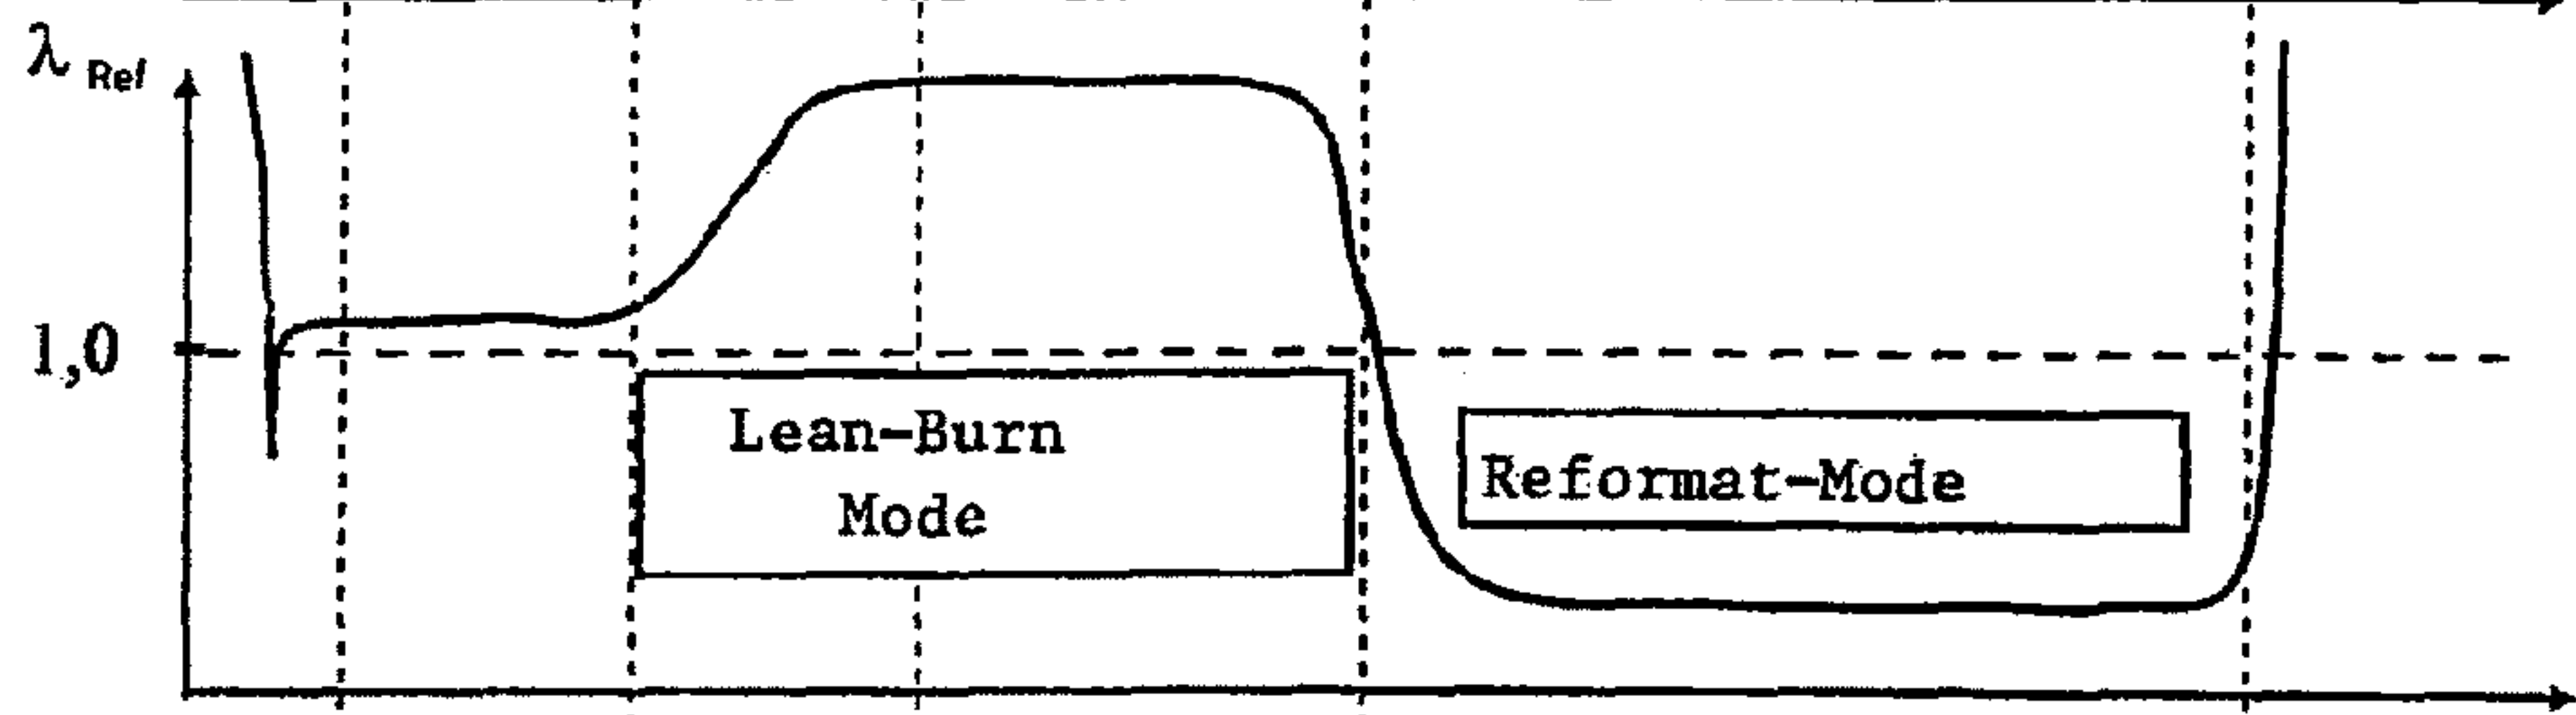 λ Ref
1,0
Lean-Burn
Mode
Reformat-Mode